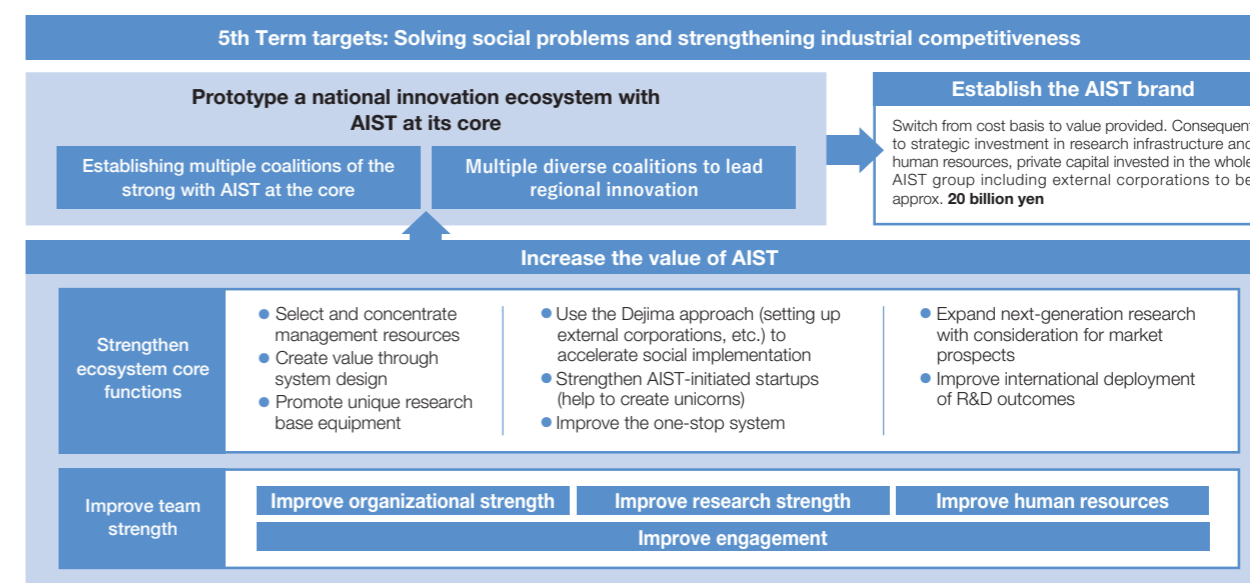 5th Term targets: Solving social problems and strengthening industrial competitiveness
Prototype a national innovation ecosystem with
AIST at its core
Establishing multiple coalitions of the
strong with AIST at the core
Multiple diverse coalitions to lead
regional innovation
Establish the AIST brand
Switch from cost basis to value provided. Consequent
to strategic investment in research infrastructure and
human resources, private capital invested in the whole
AIST group including external corporations to be
approx. 20 billion yen
Increase the value of AIST
Strengthen
ecosystem core
functions
● Select and concentrate
management resources
● Create value through
system design
● Promote unique research
base equipment
● Use the Dejima approach (setting up
external corporations, etc.) to
accelerate social implementation
● Strengthen AIST-initiated startups
(help to create unicorns)
● Improve the one-stop system
● Expand next-generation research
with consideration for market
prospects
● Improve international deployment
of R&D outcomes
Improve team
strength
Improve organizational strength
Improve research strength
Improve human resources
Improve engagement